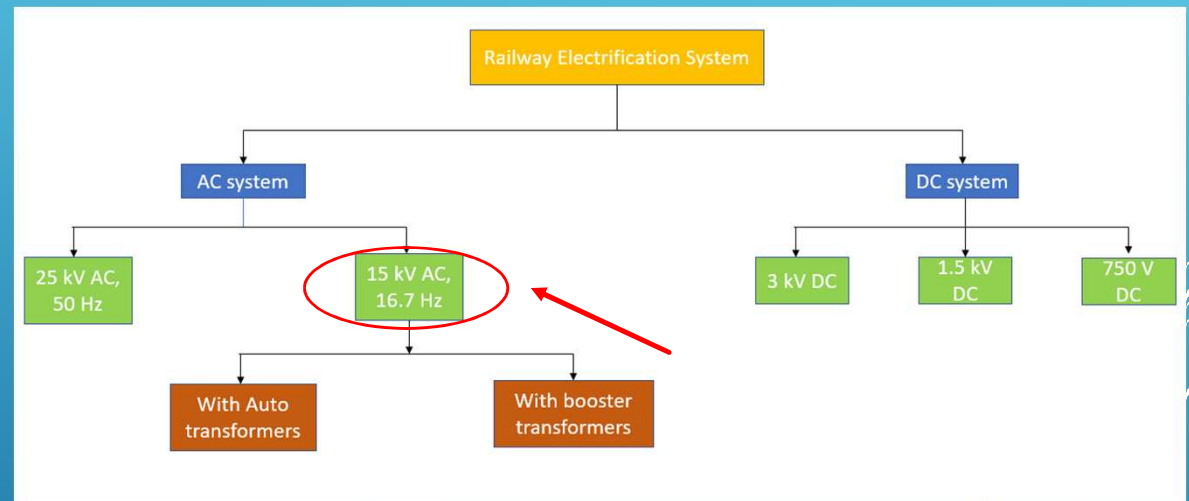 Railway Electrification System
AC system
DC system
25 kV AC,
50 Hz
15 kV AC,
16.7 Hz
3 kV DC
1.5 kV
DC
750 V
DC
With Auto
transformers
With booster
transformers